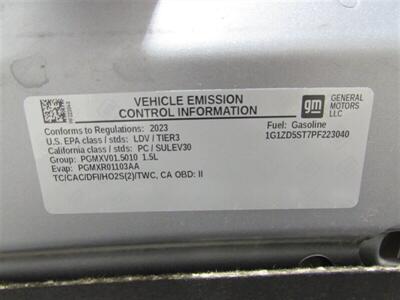 VEHICLE EMISSION
CONTROL INFORMATION
gm
GENERAL
MOTORS
LLC
Conforms to Regulations: 2023
Fuel: Gasoline
U.S. EPA class / stds: LDV / TIER3
1G1ZD5ST7PF223040
California class / stds: PC / SULEV30
Group: PGMXV01.5010 1.5L
Evap: PGMXR01103AA
TC/CAC/DFI/HO2S(2)/TWC, CA OBD: II